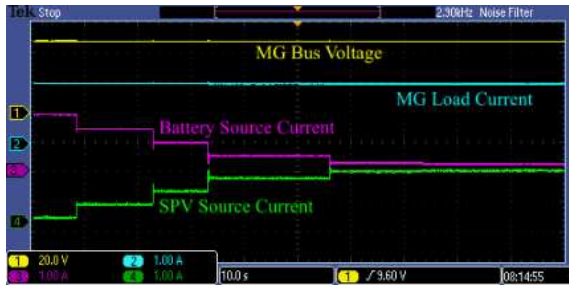 Tek Stop 2.90kHz Noise Filter
MG Bus Voltage
MG Load Current
1
Battery Source Current
2
3
SPV Source Current
4
1 20.0 V 2 1.00 A
3 1.00 A 4 1.00 A 10.0 s 1 9.60 V 08:14:55